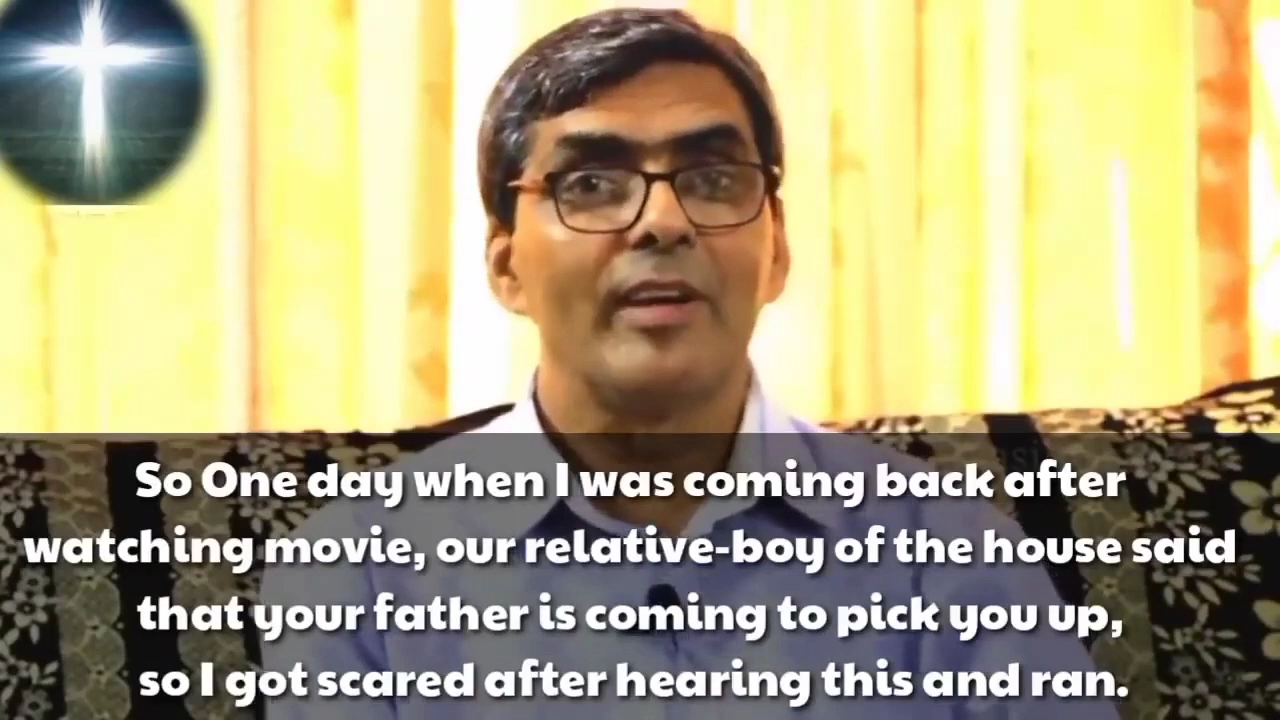 So One day when I was coming back after
watching movie, our relative-boy of the house said
that your father is coming to pick you up,
so I got scared after hearing this and ran.